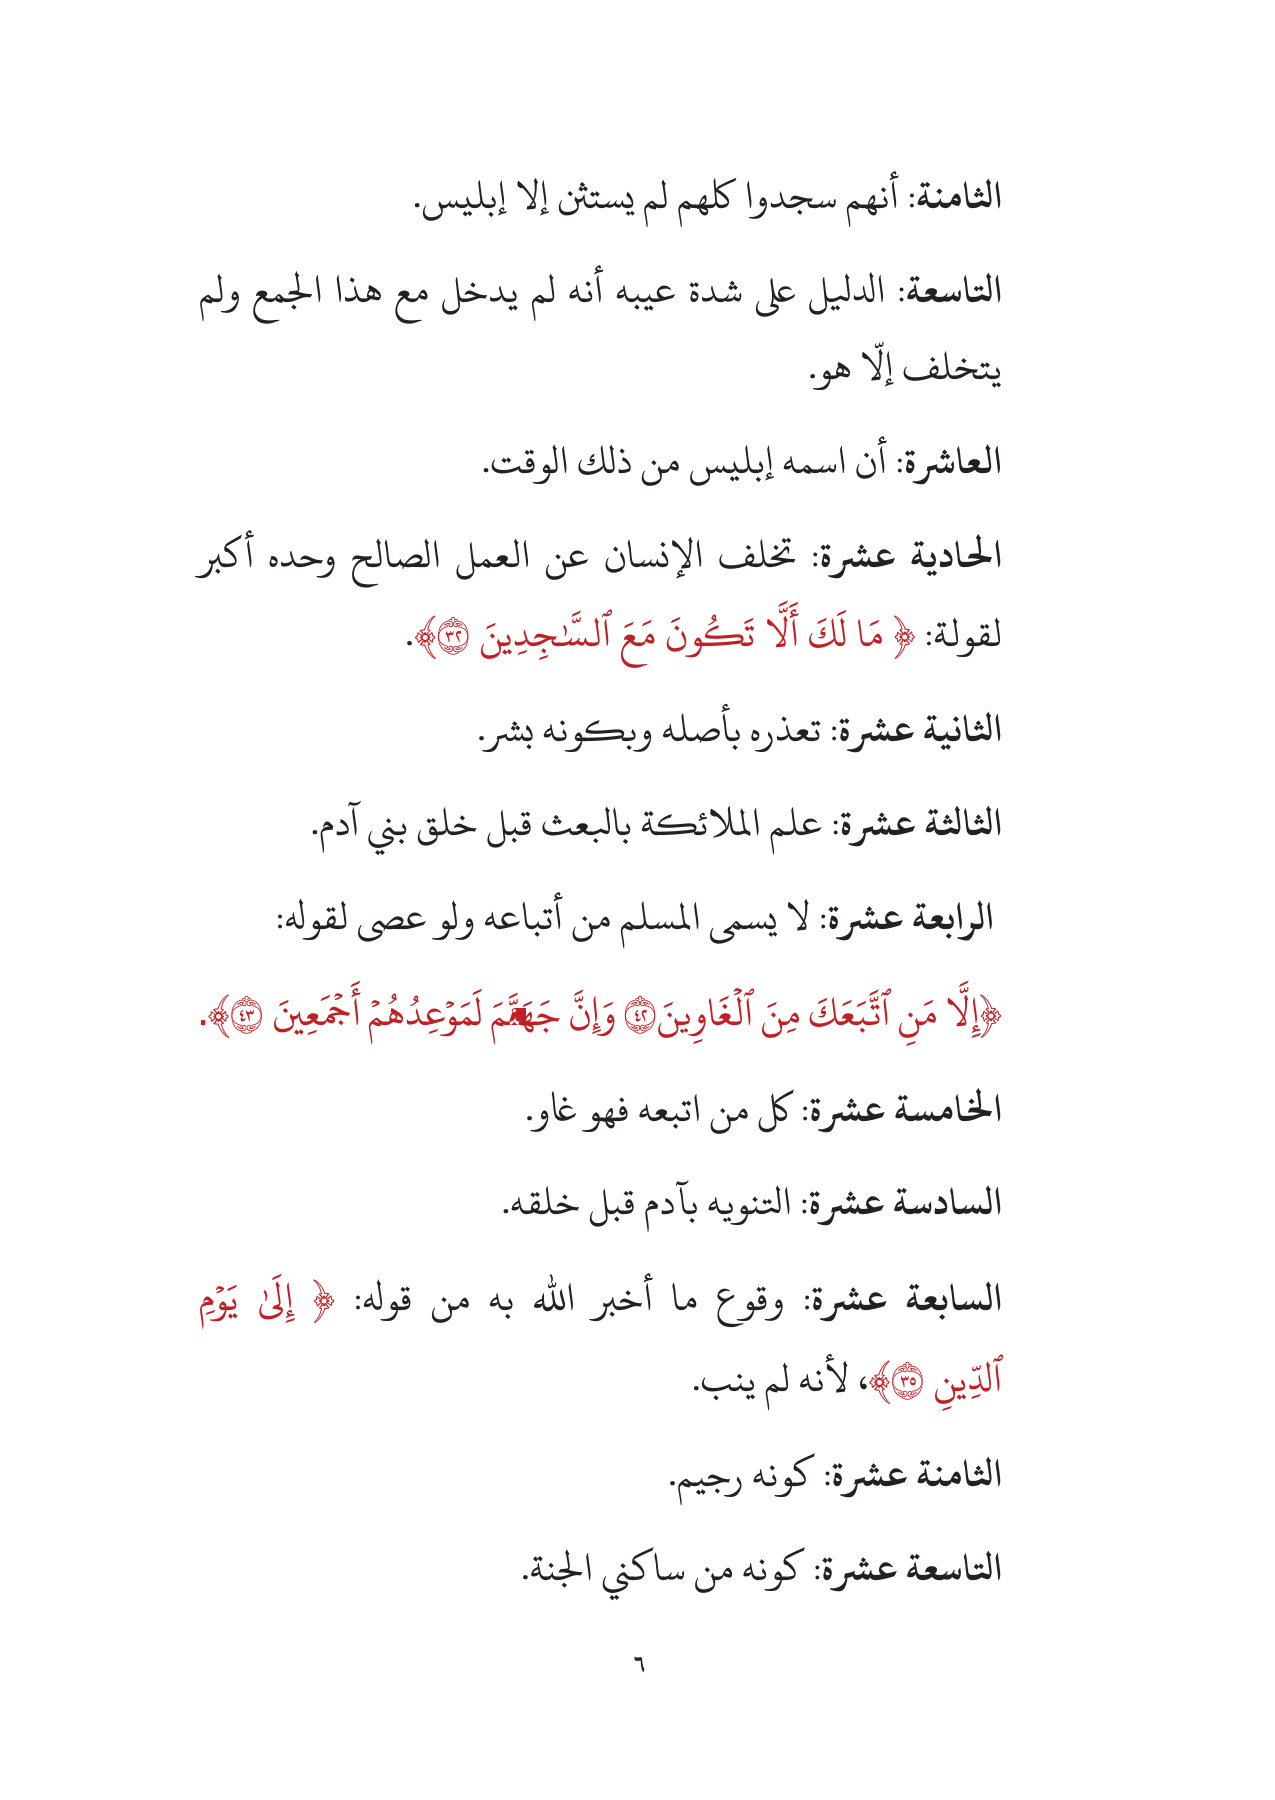 الثامنة: أنهم سجدوا كلهم لم يستثن إلا إبليس.
التاسعة: الدليل على شدة عيبه أنه لم يدخل مع هذا الجمع ولم
يتخلف إلّا هو.
العاشرة: أن اسمه إبليس من ذلك الوقت.
الحادية عشرة: تخلف الإنسان عن العمل الصالح وحده أكبر
لقولة: ﴿ مَا لَكَ أَلَّا تَكُونَ مَعَ ٱلسَّٰجِدِينَ ٣٢﴾.
الثانية عشرة: تعذره بأصله وبكونه بشر.
الثالثة عشرة: علم الملائكة بالبعث قبل خلق بني آدم.
الرابعة عشرة: لا يسمى المسلم من أتباعه ولو عصى لقوله:
﴿إِلَّا مَنِ ٱتَّبَعَكَ مِنَ ٱلْغَاوِينَ٤٢ وَإِنَّ جَهَنَّمَ لَمَوْعِدُهُمْ أَجْمَعِينَ ٤٣﴾.
الخامسة عشرة: كل من اتبعه فهو غاو.
السادسة عشرة: التنويه بآدم قبل خلقه.
السابعة عشرة: وقوع ما أخبر الله به من قوله: ﴿ إِلَىٰ يَوْمِ
ٱلدِّينِ ٣٥﴾، لأنه لم ينب.
الثامنة عشرة: كونه رجيم.
التاسعة عشرة: كونه من ساكني الجنة.
٦